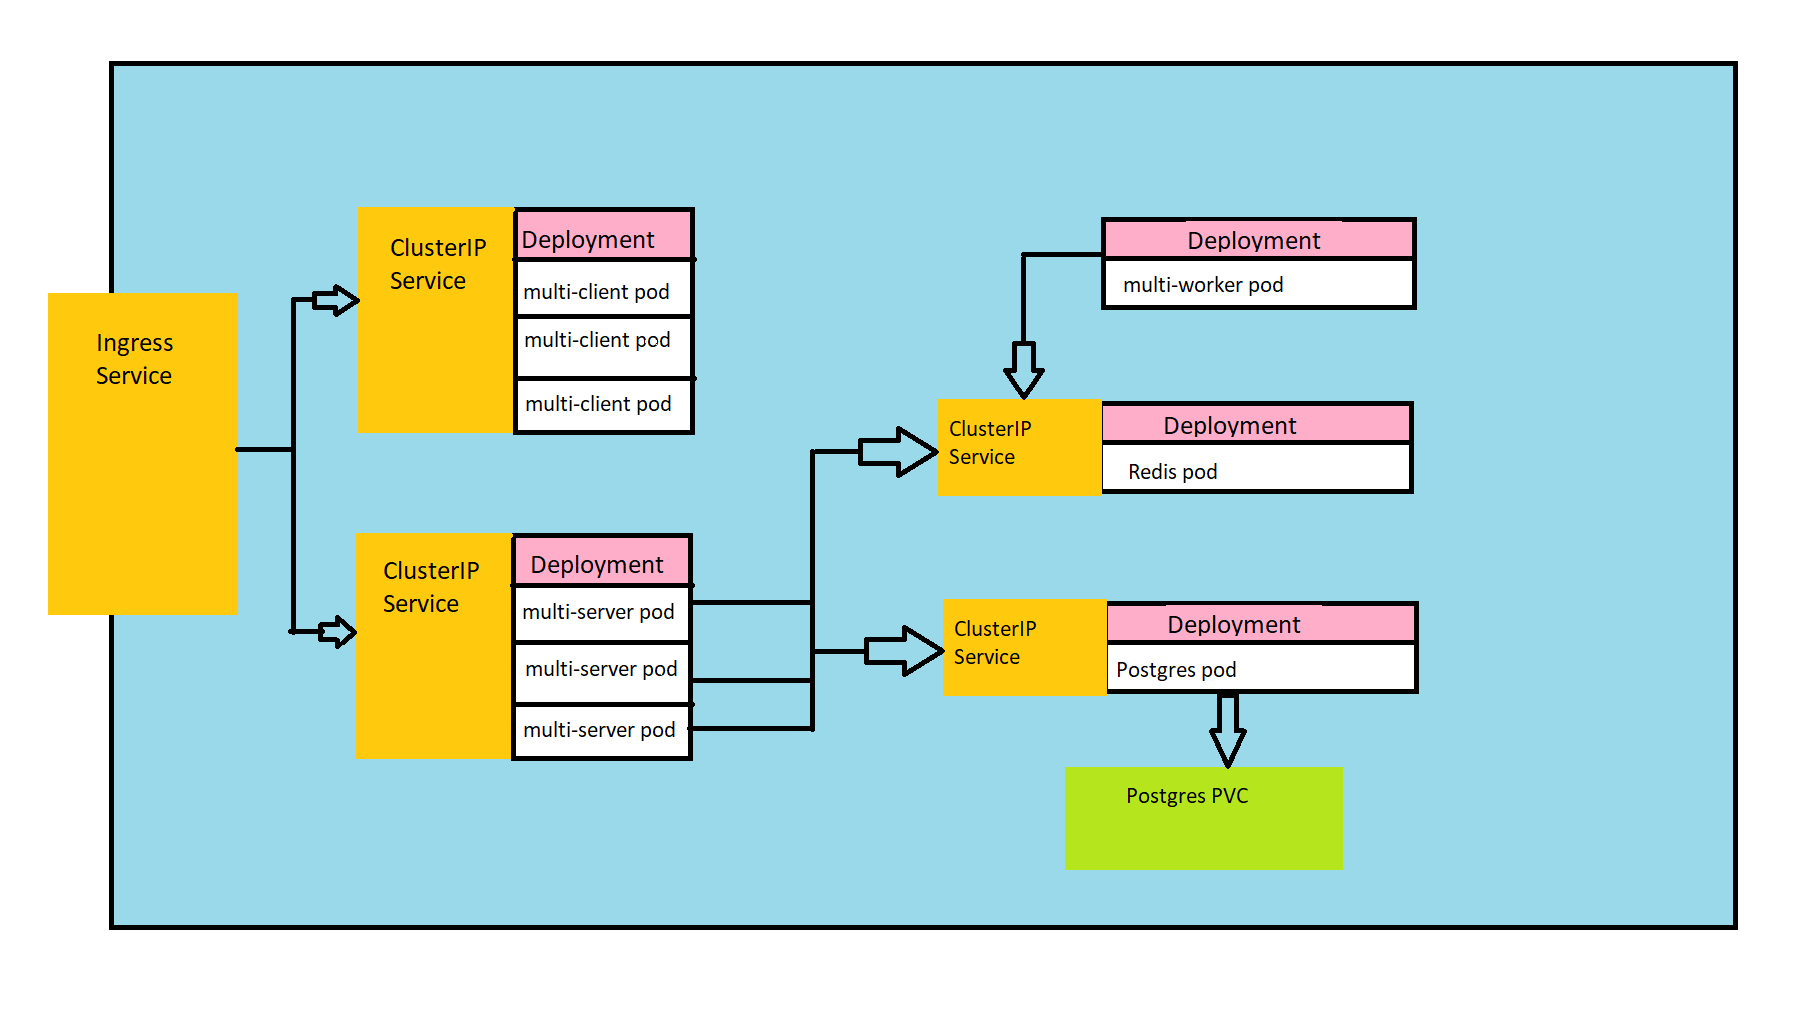 Ingress
Service
ClusterIP
Service
Deployment
multi-client pod
multi-client pod
multi-client pod
ClusterIP
Service
Deployment
multi-server pod
multi-server pod
multi-server pod
Deployment
multi-worker pod
ClusterIP
Service
Deployment
Redis pod
ClusterIP
Service
Deployment
Postgres pod
Postgres PVC